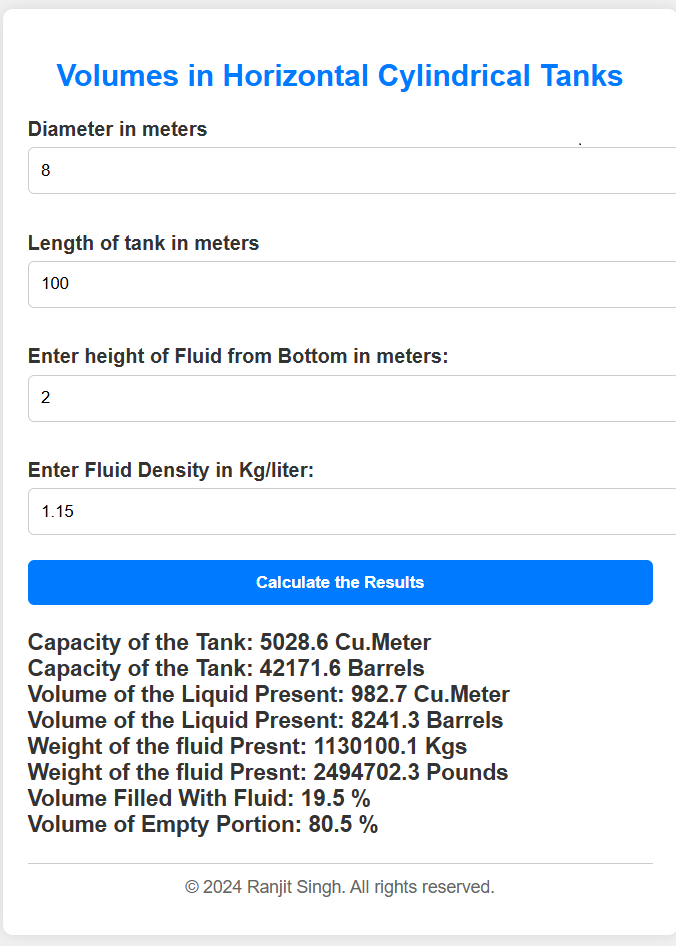 Volumes in Horizontal Cylindrical Tanks
Diameter in meters
8
Length of tank in meters
100
Enter height of Fluid from Bottom in meters:
2
Enter Fluid Density in Kg/liter:
1.15
Calculate the Results
Capacity of the Tank: 5028.6 Cu.Meter
Capacity of the Tank: 42171.6 Barrels
Volume of the Liquid Present: 982.7 Cu.Meter
Volume of the Liquid Present: 8241.3 Barrels
Weight of the fluid Presnt: 1130100.1 Kgs
Weight of the fluid Presnt: 2494702.3 Pounds
Volume Filled With Fluid: 19.5 %
Volume of Empty Portion: 80.5 %
© 2024 Ranjit Singh. All rights reserved.